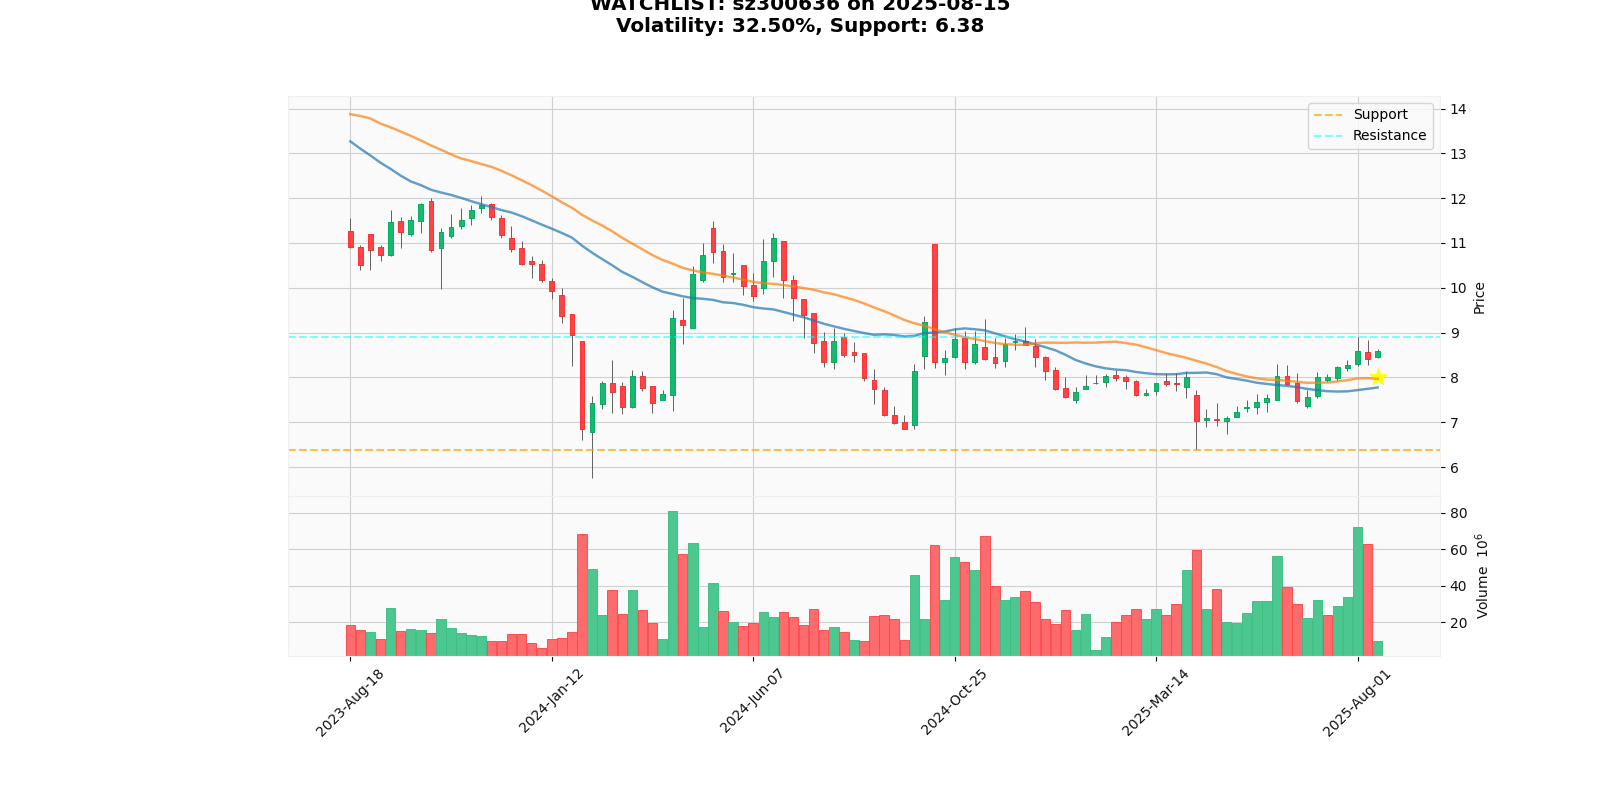 WATCHLIST: sz300636 on 2025-08-15
Volatility: 32.50%, Support: 6.38
Support
Resistance
14
13
12
11
10
9
8
7
6
Price
80
60
40
20
Volume 10⁶
2023-Aug-18
2024-Jan-12
2024-Jun-07
2024-Oct-25
2025-Mar-14
2025-Aug-01